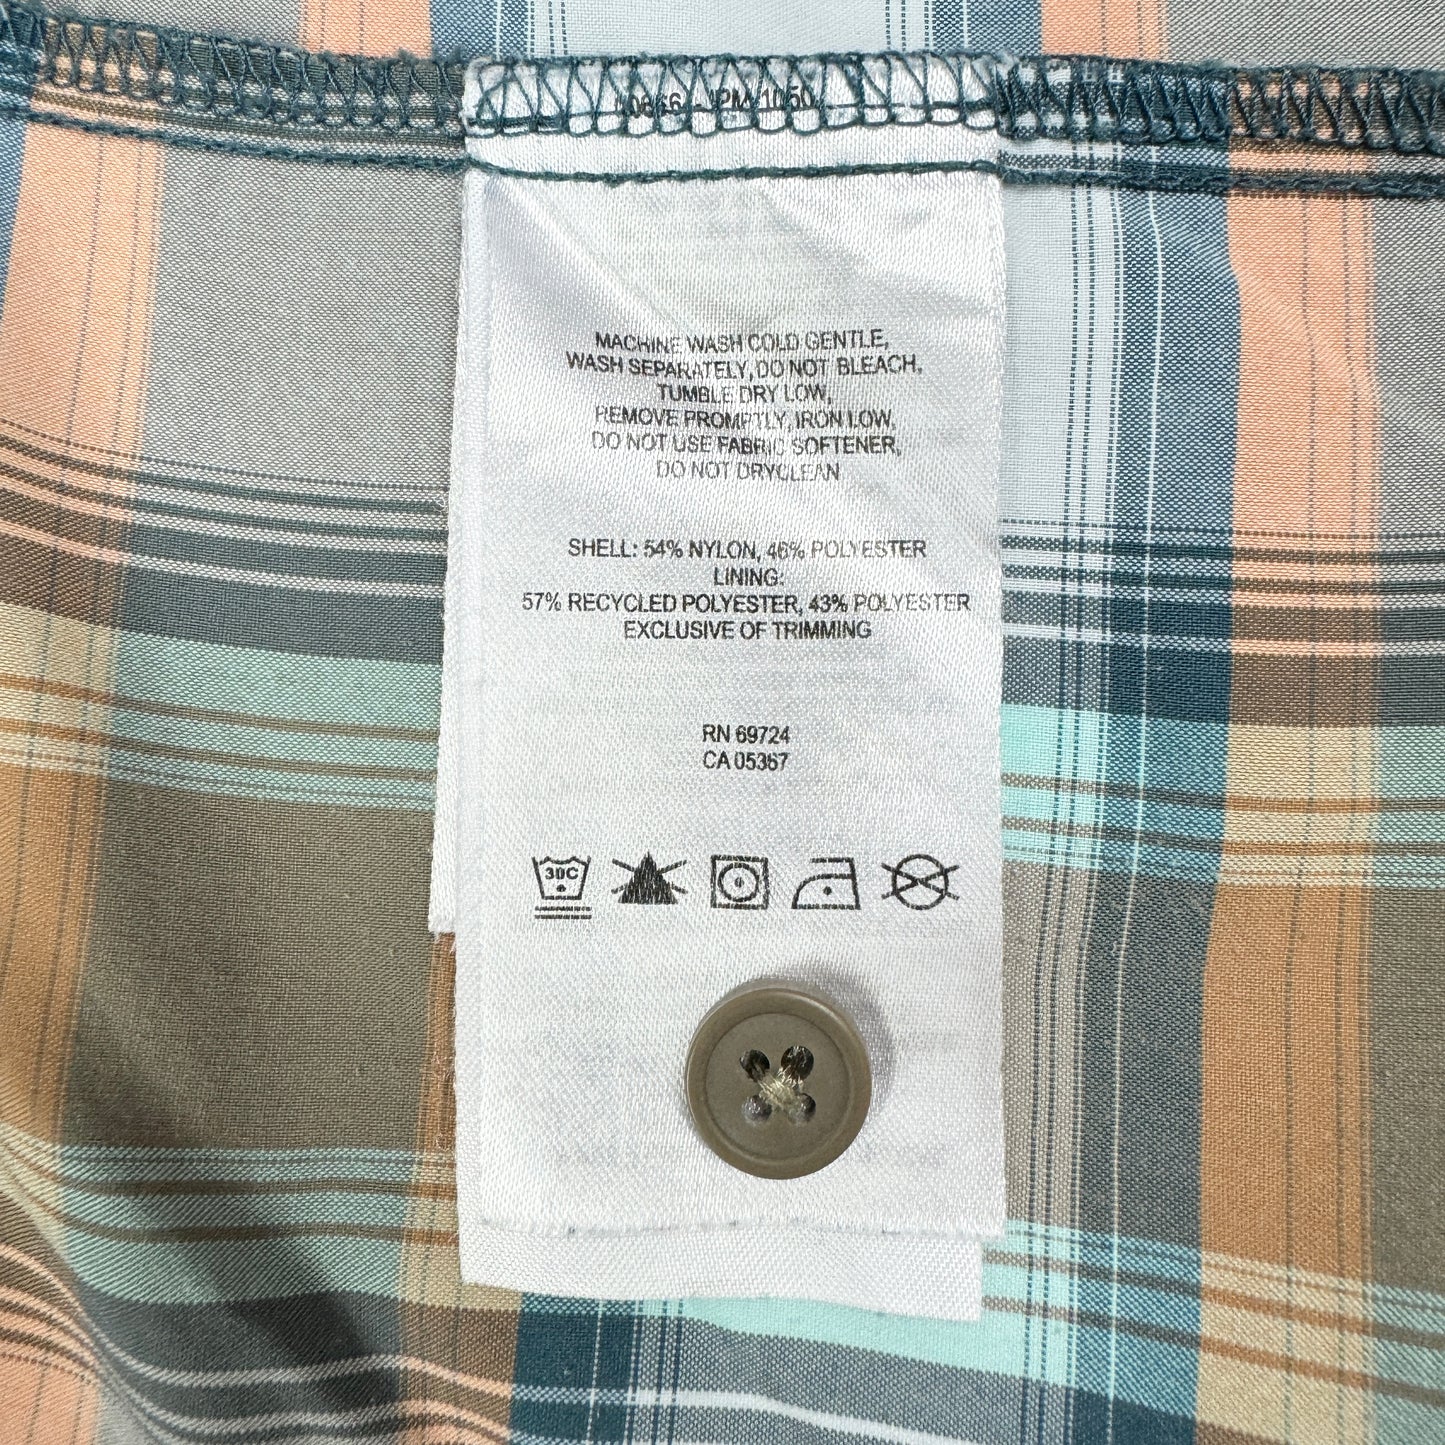 MACHINE WASH COLD GENTLE,
WASH SEPARATELY, DO NOT BLEACH,
TUMBLE DRY LOW,
REMOVE PROMPTLY, IRON LOW,
DO NOT USE FABRIC SOFTENER,
DO NOT DRYCLEAN
SHELL: 54% NYLON, 46% POLYESTER
LINING:
57% RECYCLED POLYESTER, 43% POLYESTER
EXCLUSIVE OF TRIMMING
RN 69724
CA 05367
30C